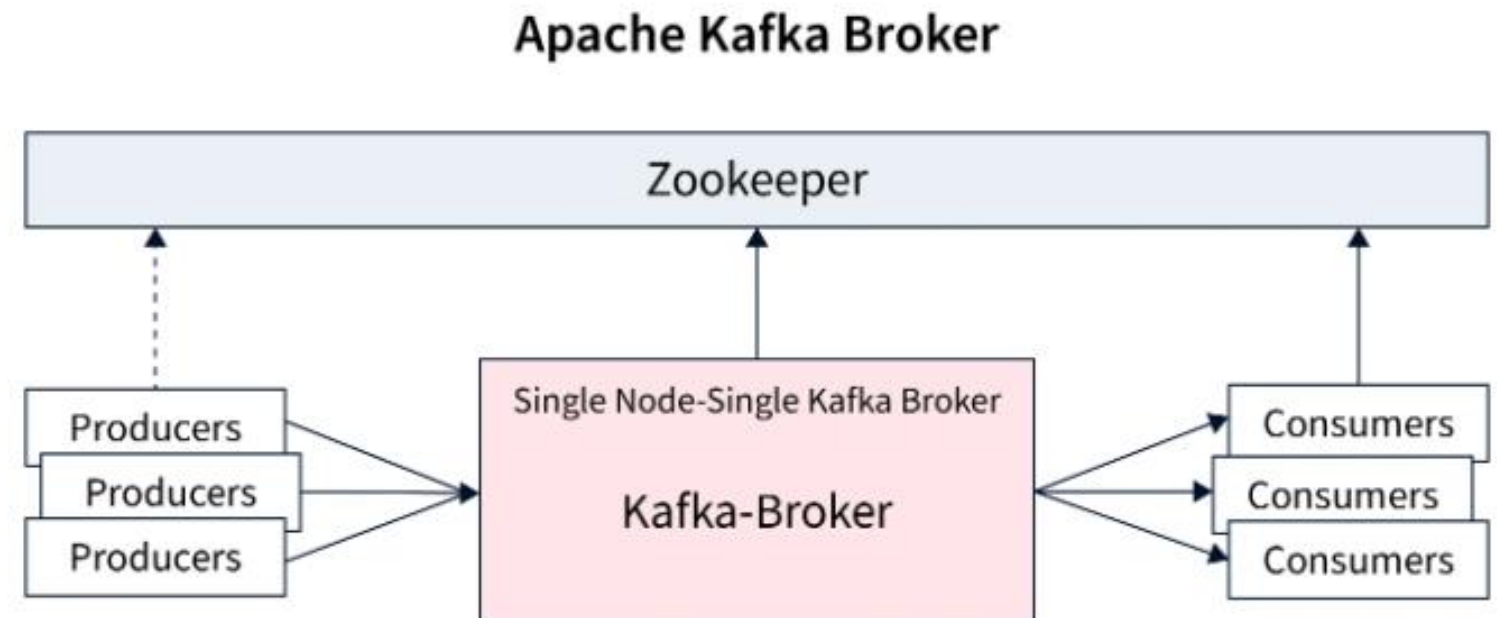 Apache Kafka Broker
Zookeeper
Single Node-Single Kafka Broker
Producers
Producers
Producers
Kafka-Broker
Consumers
Consumers
Consumers